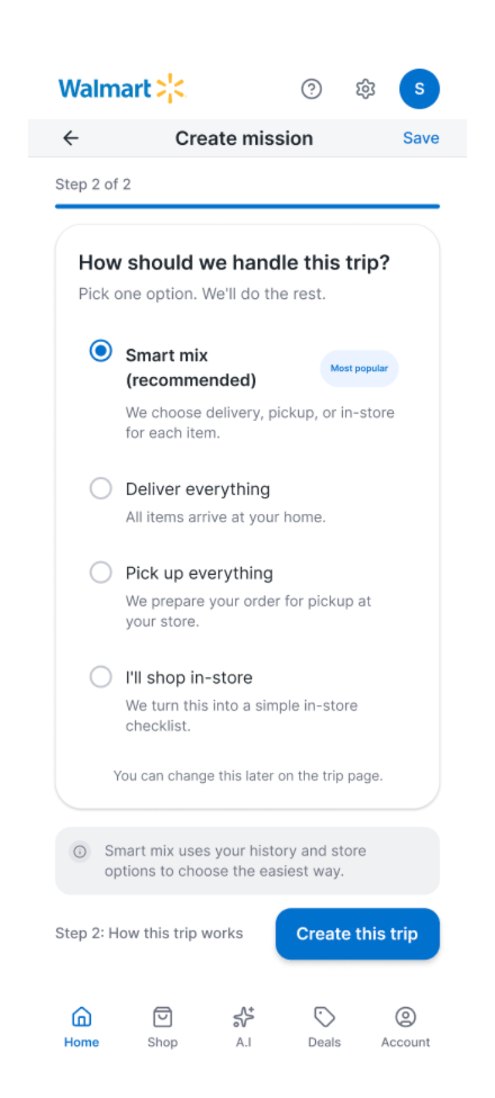 Walmart
S
Create mission
Save
Step 2 of 2
How should we handle this trip?
Pick one option. We'll do the rest.
Smart mix
(recommended)
Most popular
We choose delivery, pickup, or in-store
for each item.
Deliver everything
All items arrive at your home.
Pick up everything
We prepare your order for pickup at
your store.
I'll shop in-store
We turn this into a simple in-store
checklist.
You can change this later on the trip page.
Smart mix uses your history and store
options to choose the easiest way.
Step 2: How this trip works
Create this trip
Home
Shop
A.I
Deals
Account